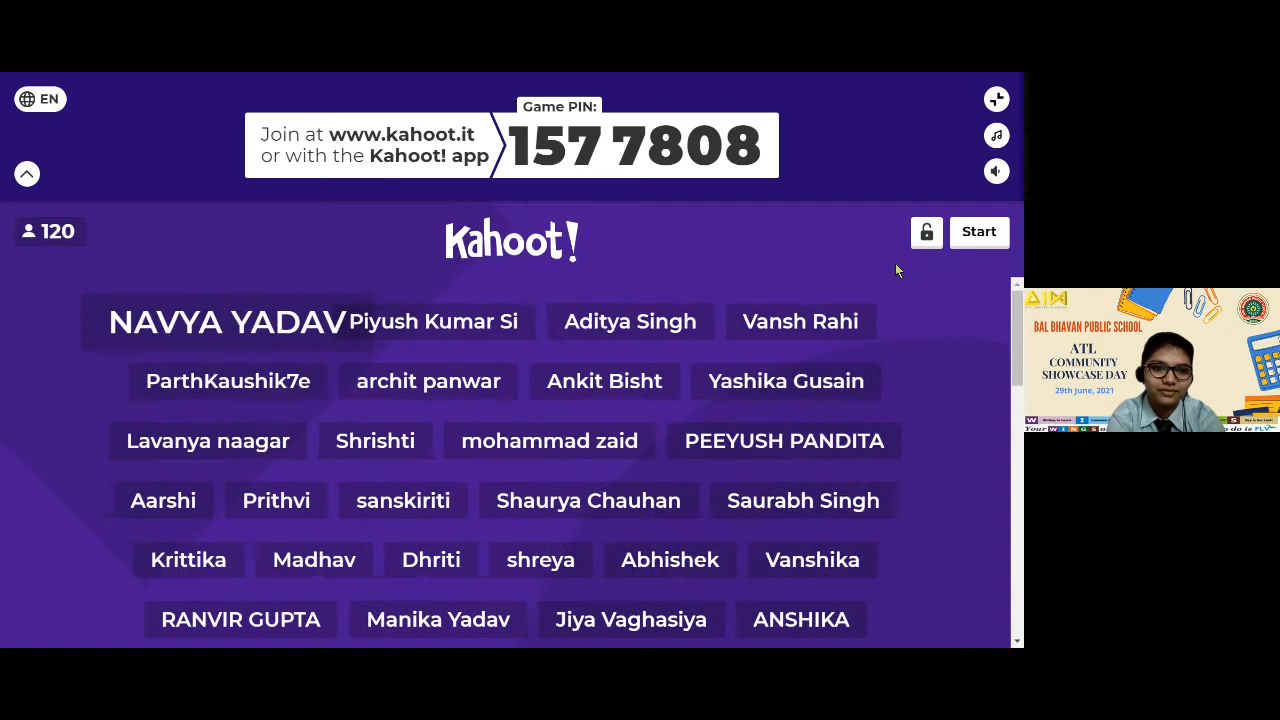 EN
Game PIN:
Join at www.kahoot.it
or with the Kahoot! app
157 7808
120
Kahoot!
Start
NAVYA YADAV Piyush Kumar Si Aditya Singh Vansh Rahi
ParthKaushik7e archit panwar Ankit Bisht Yashika Gusain
Lavanya naagar Shrishti mohammad zaid PEEYUSH PANDITA
Aarshi Prithvi sanskiriti Shaurya Chauhan Saurabh Singh
Krittika Madhav Dhriti shreya Abhishek Vanshika
RANVIR GUPTA Manika Yadav Jiya Vaghasiya ANSHIKA
AIM
BAL BHAVAN PUBLIC SCHOOL
ATL
COMMUNITY
SHOWCASE DAY
29th June, 2021